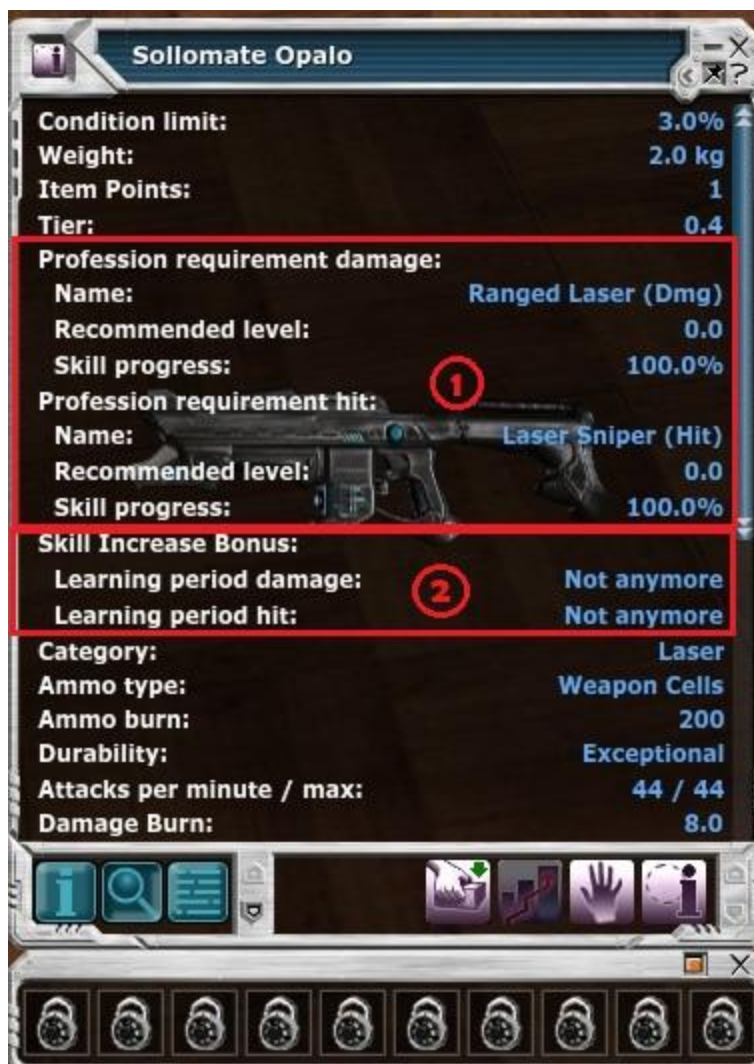 Sollomate Opalo
Condition limit: 3.0%
Weight: 2.0 kg
Item Points: 1
Tier: 0.4
Profession requirement damage:
Name: Ranged Laser (Dmg)
Recommended level: 0.0
Skill progress: 100.0%
1
Profession requirement hit:
Name: Laser Sniper (Hit)
Recommended level: 0.0
Skill progress: 100.0%
Skill Increase Bonus:
Learning period damage: Not anymore
2
Learning period hit: Not anymore
Category: Laser
Ammo type: Weapon Cells
Ammo burn: 200
Durability: Exceptional
Attacks per minute / max: 44 / 44
Damage Burn: 8.0